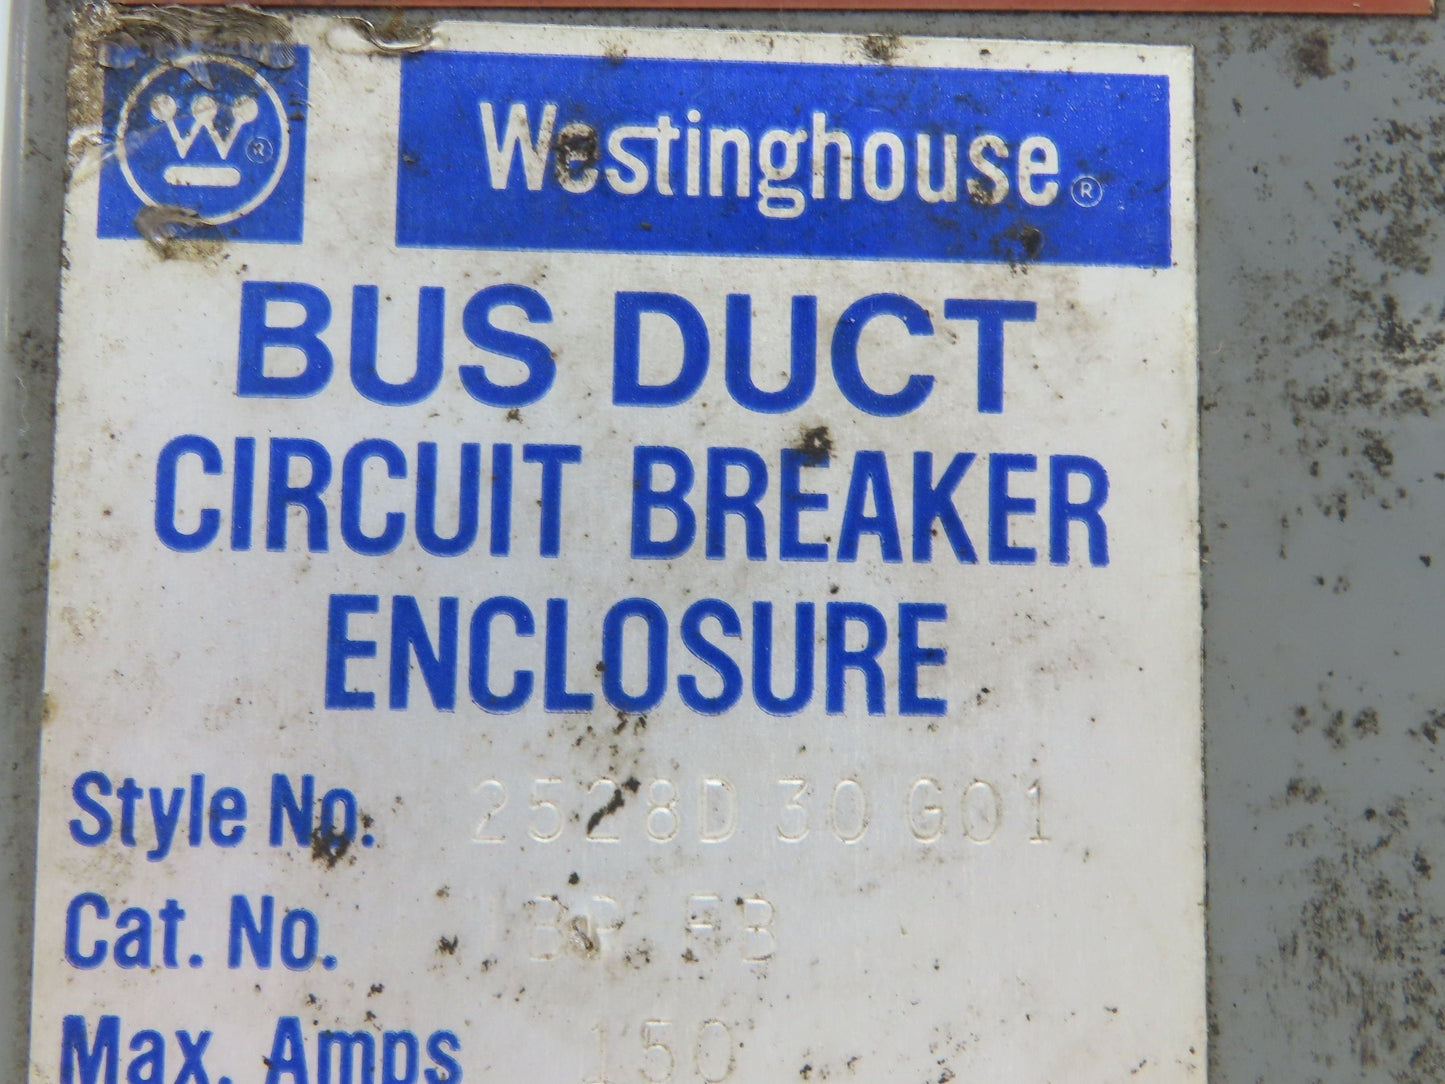 W®
Westinghouse®
BUS DUCT
CIRCUIT BREAKER
ENCLOSURE
Style No. 2528D 30 G01
Cat. No.
Max. Amps 150